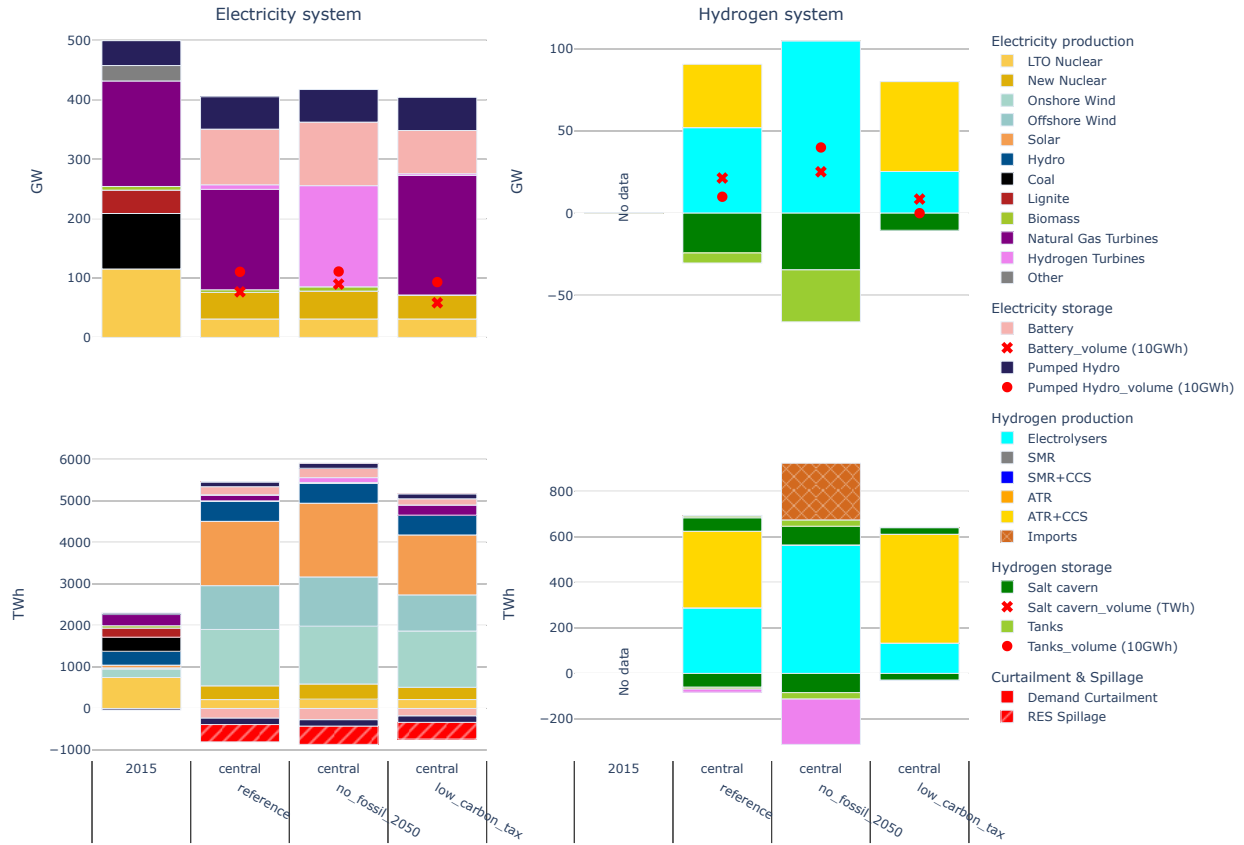 Electricity system
Hydrogen system
500
400
300
200
100
0
GW
100
50
0
−50
GW
No data
6000
5000
4000
3000
2000
1000
0
−1000
TWh
800
600
400
200
0
−200
TWh
No data
2015
central
central
central
reference
no_fossil_2050
low_carbon_tax
2015
central
central
central
reference
no_fossil_2050
low_carbon_tax
Electricity production
LTO Nuclear
New Nuclear
Onshore Wind
Offshore Wind
Solar
Hydro
Coal
Lignite
Biomass
Natural Gas Turbines
Hydrogen Turbines
Other
Electricity storage
Battery
Battery_volume (10GWh)
Pumped Hydro
Pumped Hydro_volume (10GWh)
Hydrogen production
Electrolysers
SMR
SMR+CCS
ATR
ATR+CCS
Imports
Hydrogen storage
Salt cavern
Salt cavern_volume (TWh)
Tanks
Tanks_volume (10GWh)
Curtailment & Spillage
Demand Curtailment
RES Spillage